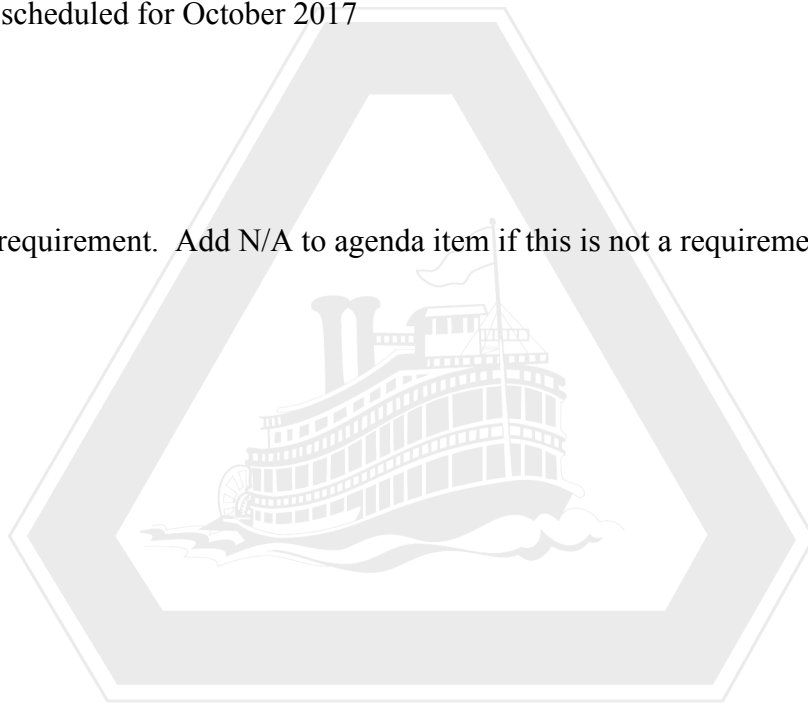 scheduled for October 2017
requirement.  Add N/A to agenda item if this is not a requireme